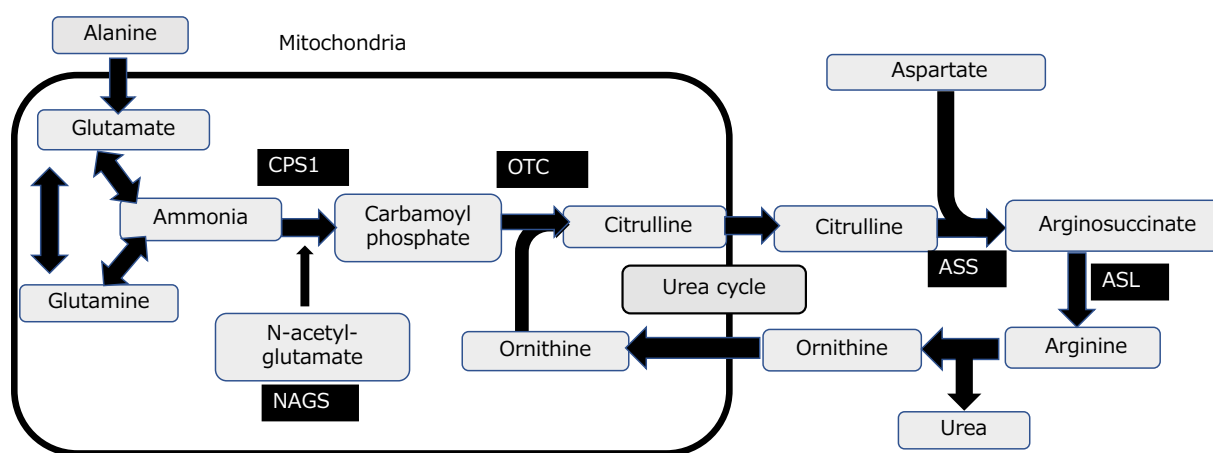 Alanine
Mitochondria
Aspartate
Glutamate
CPS1
OTC
Ammonia
Carbamoyl
phosphate
Citrulline
Citrulline
Arginosuccinate
ASS
ASL
Glutamine
Urea cycle
N-acetyl-
glutamate
Ornithine
Ornithine
Arginine
NAGS
Urea